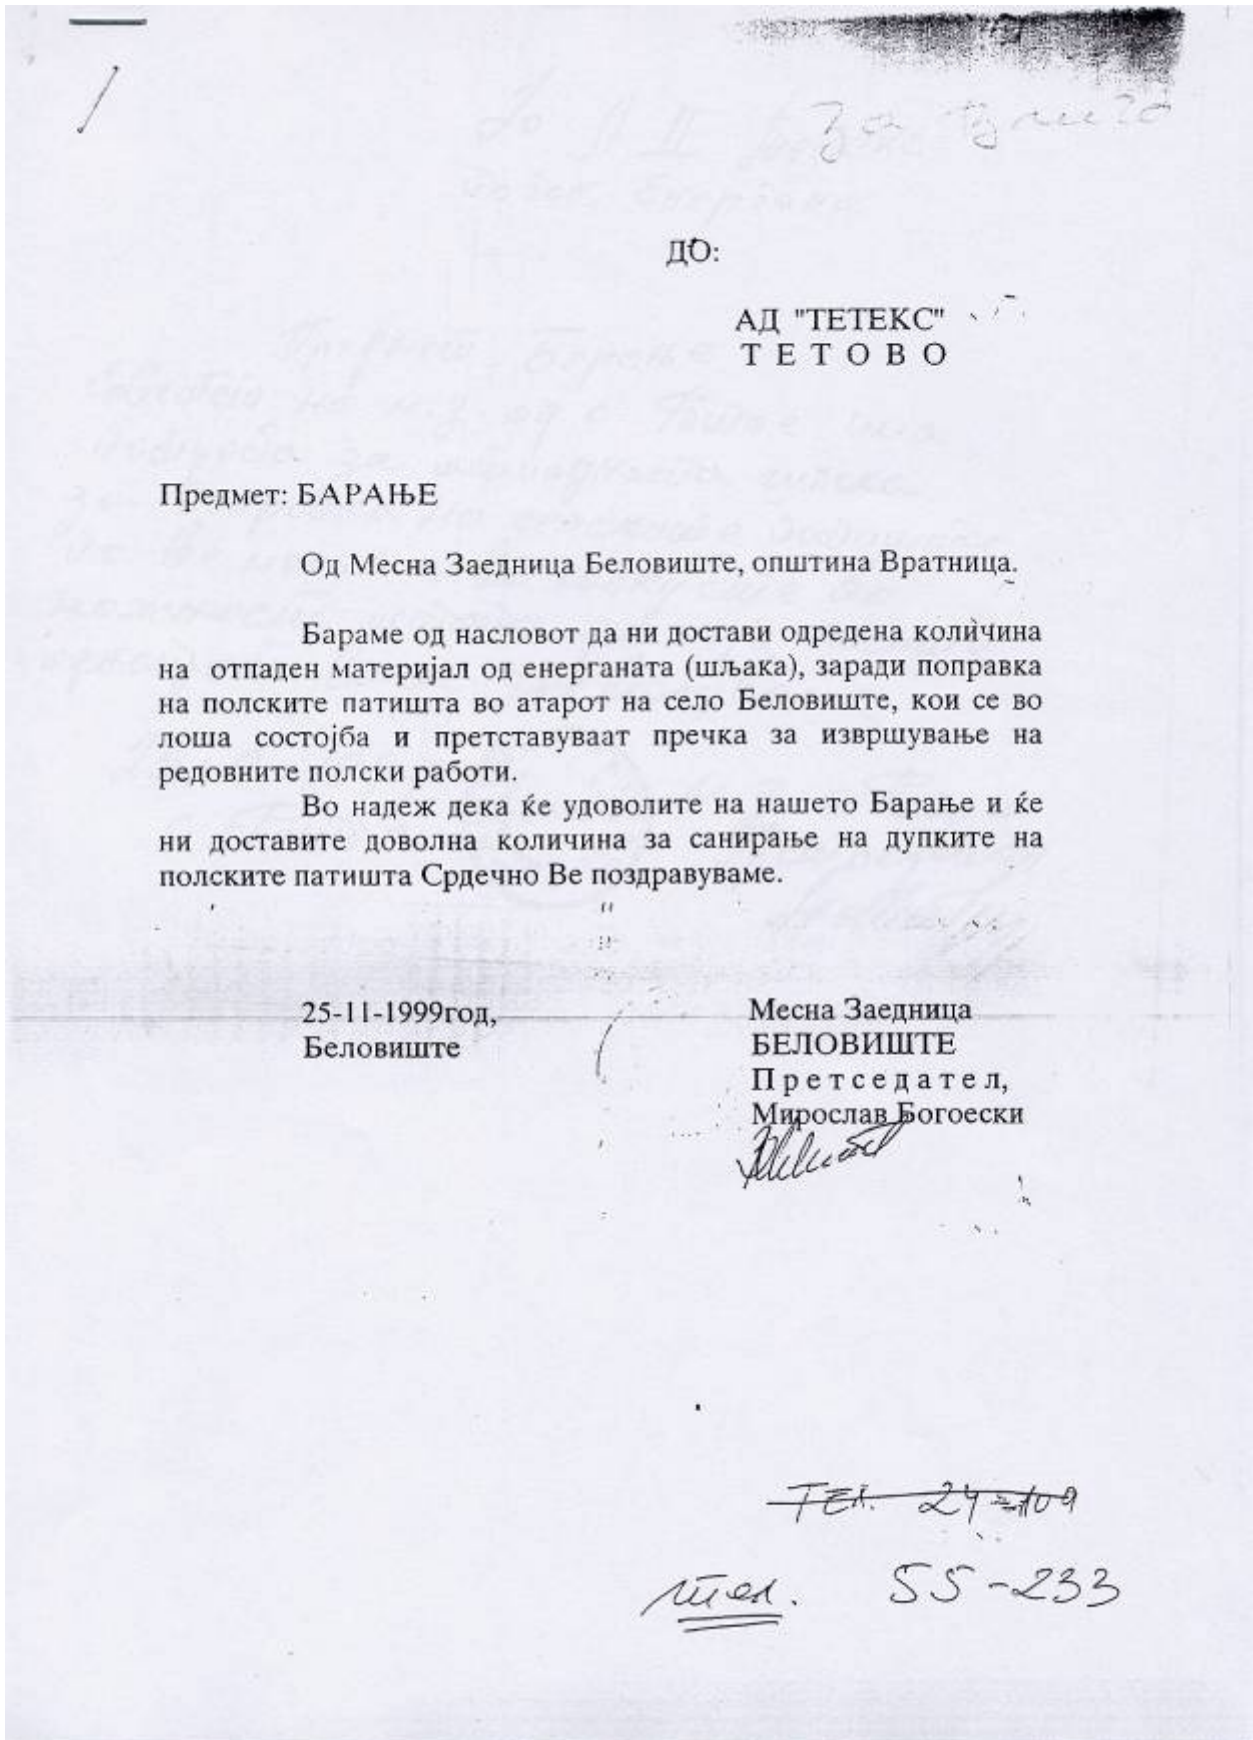 За
ДО:
АД "ТЕТЕКС"
Т Е Т О В О
Предмет: БАРАЊЕ
Од Месна Заедница Беловиште, општина Вратница.
Бараме од насловот да ни достави одредена количина
на отпаден материјал од енерганата (шљака), заради поправка
на полските патишта во атарот на село Беловиште, кои се во
лоша состојба и претставуваат пречка за извршување на
редовните полски работи.
Во надеж дека ќе удоволите на нашето Барање и ќе
ни доставите доволна количина за санирање на дупките на
полските патишта Срдечно Ве поздравуваме.
25-11-1999год,
Беловиште
Месна Заедница
БЕЛОВИШТЕ
П р е т с е д а т е л,
Мирослав Богоески
ТЕЛ. 24-109
тел. 55-233